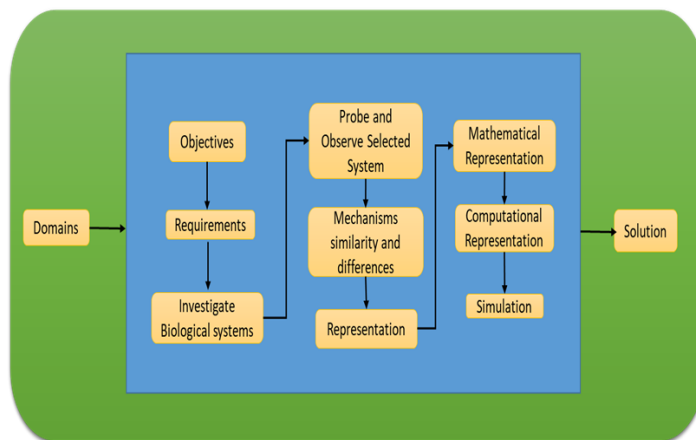 Domains
Objectives
Requirements
Investigate
Biological systems
Probe and
Observe Selected
System
Mechanisms
similarity and
differences
Representation
Mathematical
Representation
Computational
Representation
Simulation
Solution